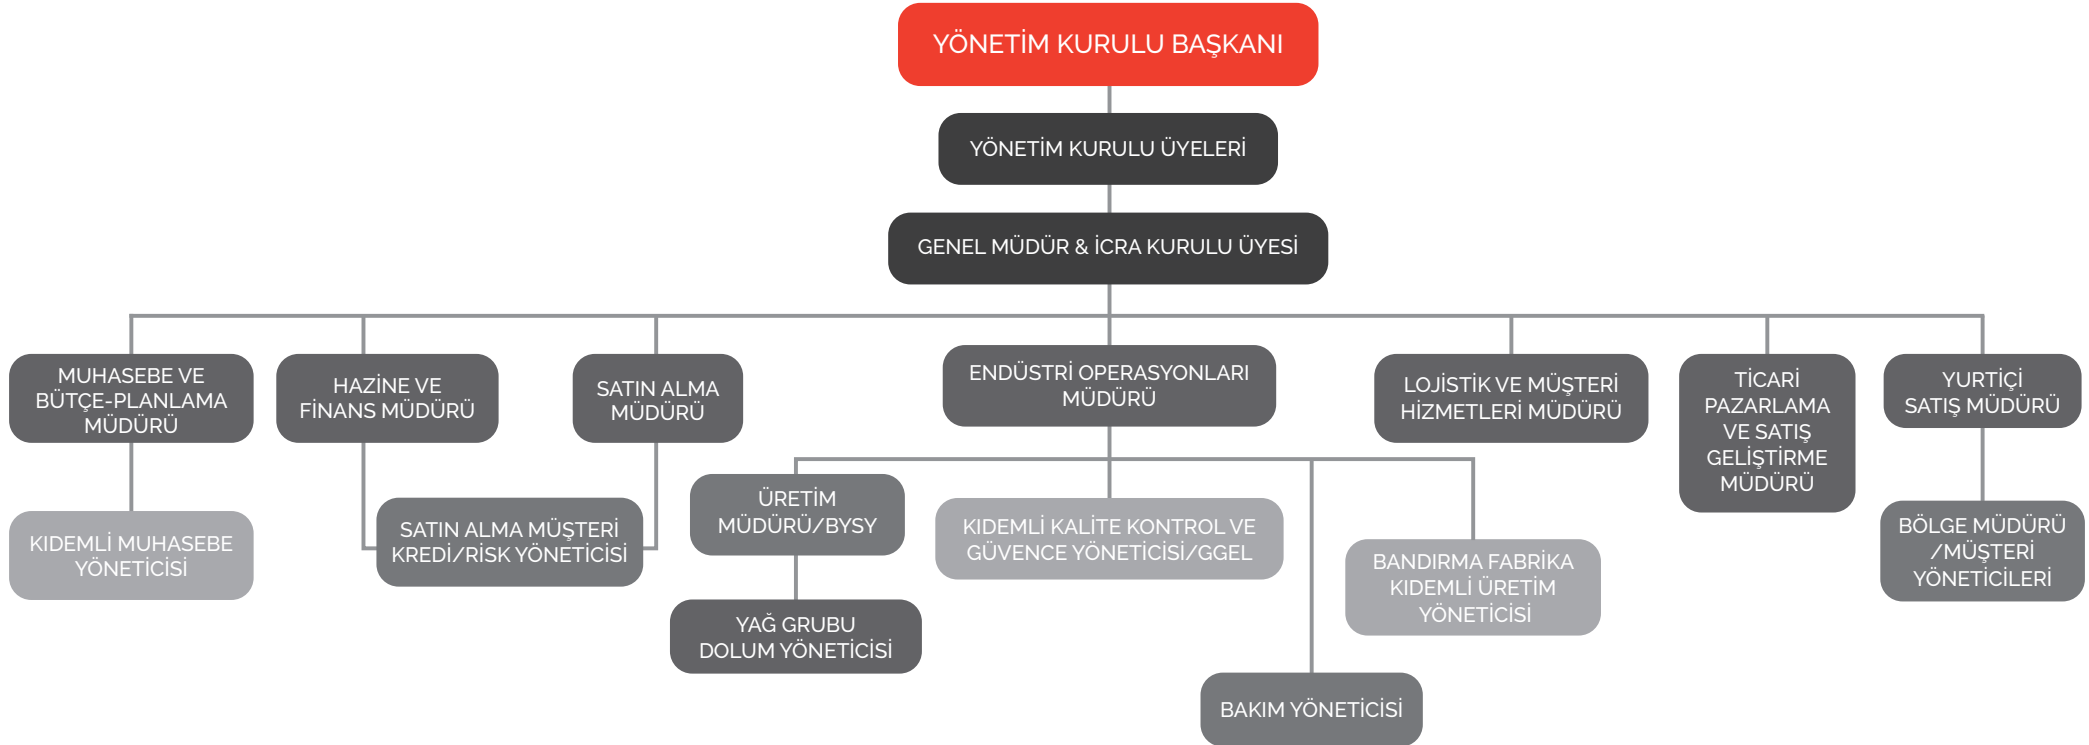 YÖNETİM KURULU BAŞKANI
YÖNETİM KURULU ÜYELERİ
GENEL MÜDÜR & İCRA KURULU ÜYESİ
MUHASEBE VE
BÜTÇE-PLANLAMA
MÜDÜRÜ
HAZİNE VE
FİNANS MÜDÜRÜ
SATIN ALMA
MÜDÜRÜ
ENDÜSTRİ OPERASYONLARI
MÜDÜRÜ
LOJİSTİK VE MÜŞTERİ
HİZMETLERİ MÜDÜRÜ
TİCARİ
PAZARLAMA
VE SATIŞ
GELİŞTİRME
MÜDÜRÜ
YURTİÇİ
SATIŞ MÜDÜRÜ
KIDEMLİ MUHASEBE
YÖNETİCİSİ
SATIN ALMA MÜŞTERİ
KREDİ/RİSK YÖNETİCİSİ
ÜRETİM
MÜDÜRÜ/BYSY
KIDEMLİ KALİTE KONTROL VE
GÜVENCE YÖNETİCİSİ/GGEL
BANDIRMA FABRİKA
KIDEMLİ ÜRETİM
YÖNETİCİSİ
BÖLGE MÜDÜRÜ
/MÜŞTERİ
YÖNETİCİLERİ
YAĞ GRUBU
DOLUM YÖNETİCİSİ
BAKIM YÖNETİCİSİ